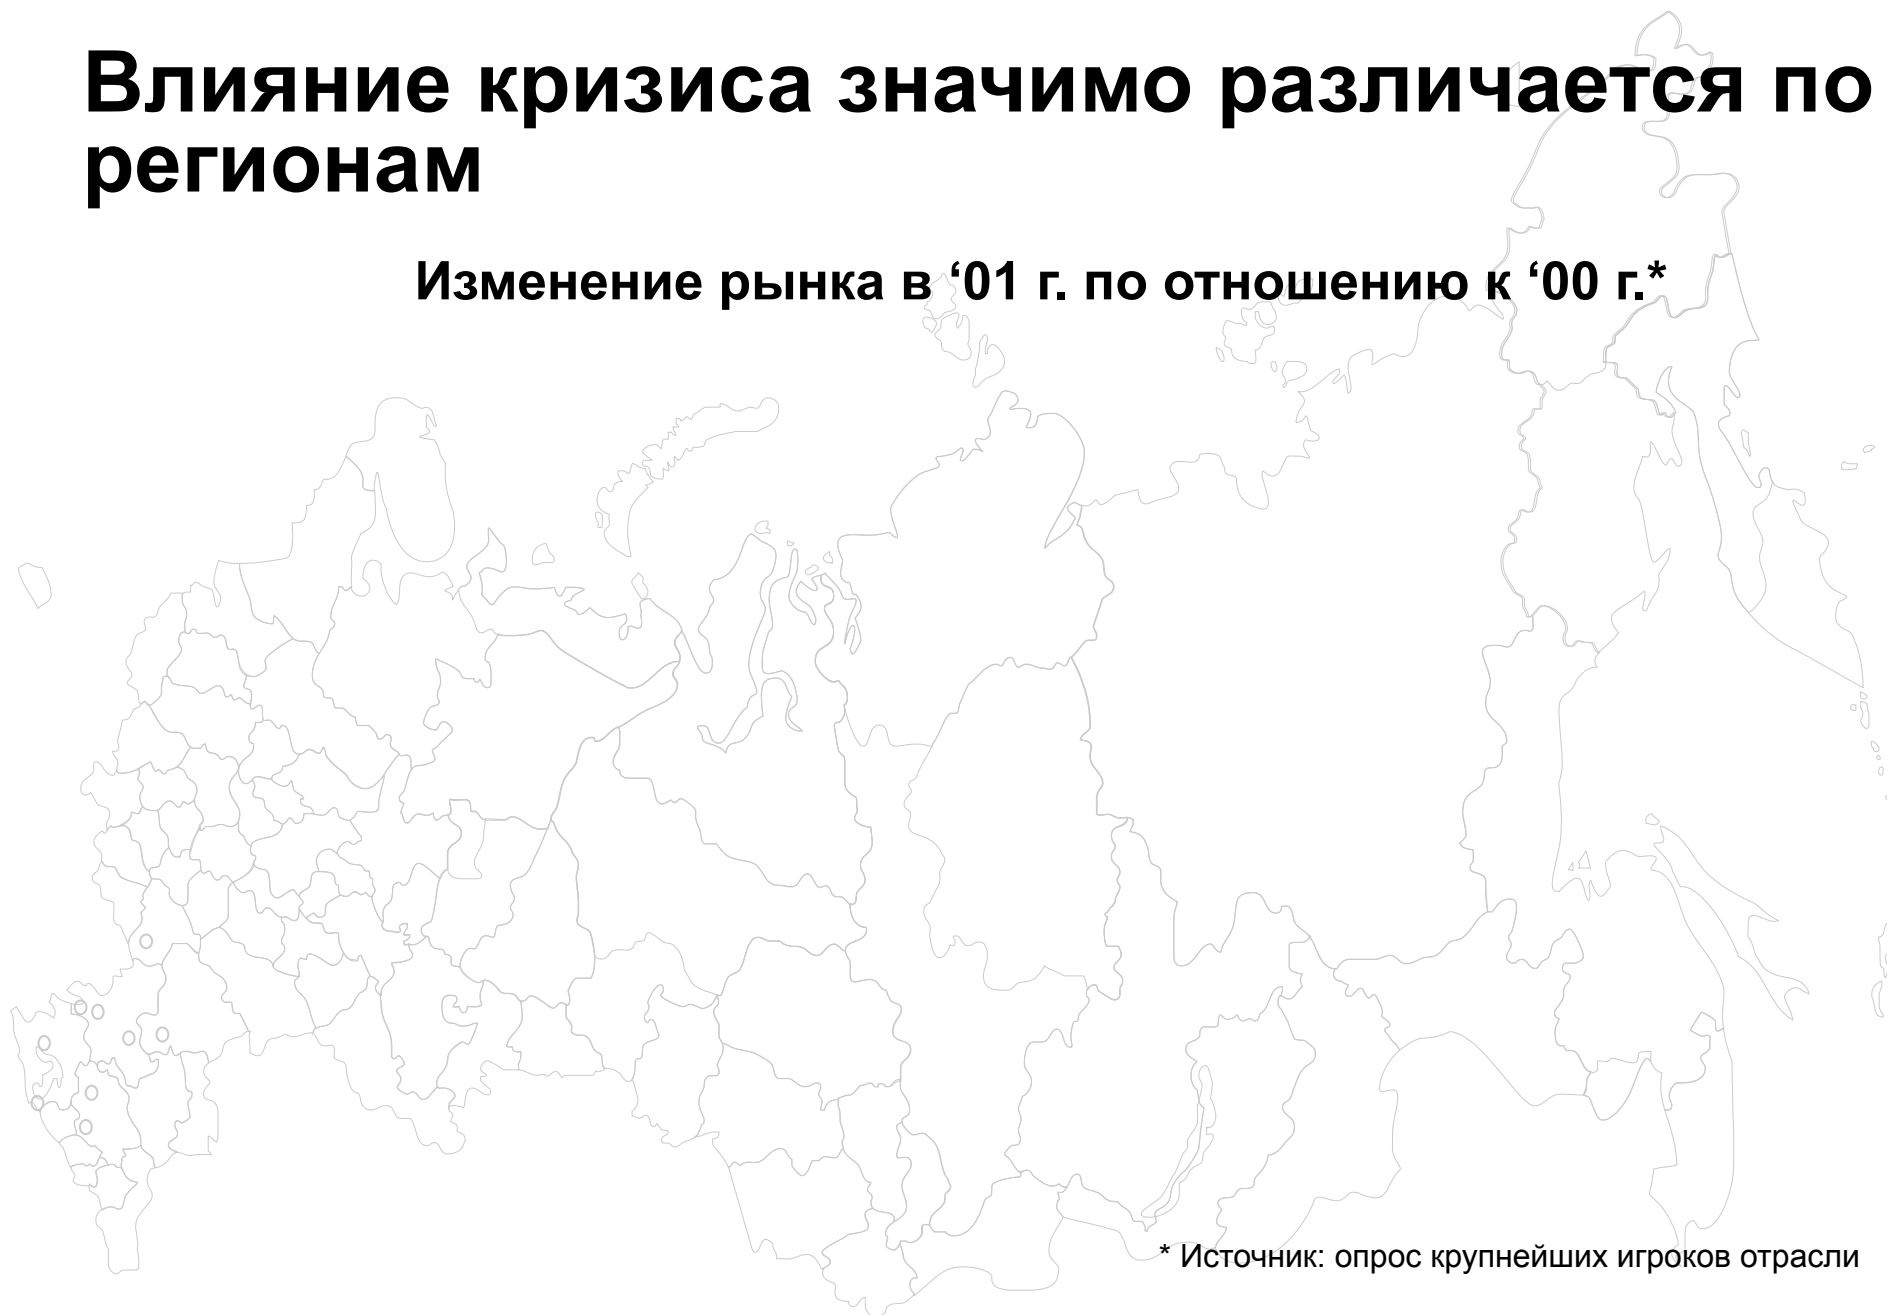 Влияние кризиса значимо различается по
регионам
Изменение рынка в ‘01 г. по отношению к ‘00 г.*
* Источник: опрос крупнейших игроков отрасли